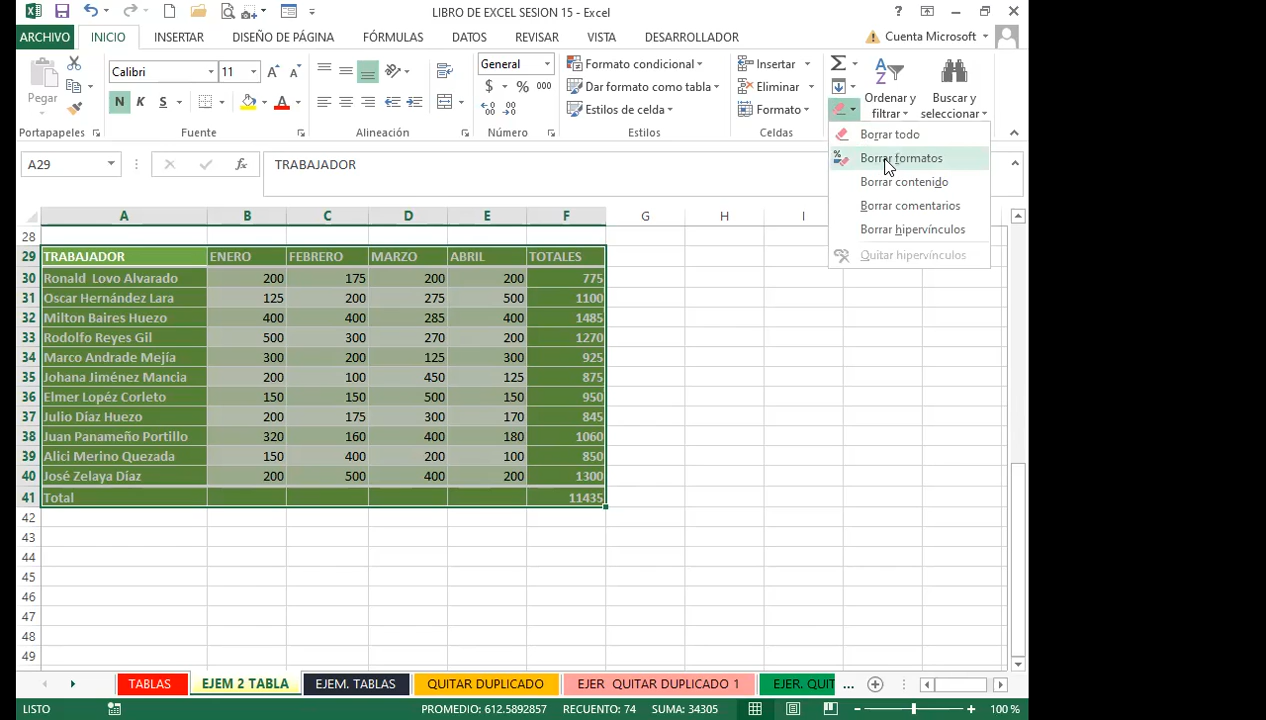 LIBRO DE EXCEL SESION 15 - Excel
ARCHIVO INICIO INSERTAR DISEÑO DE PÁGINA FÓRMULAS DATOS REVISAR VISTA DESARROLLADOR Cuenta Microsoft
Pegar
Calibri 11
N K S A A A
General
$ % 000
Formato condicional
Dar formato como tabla
Estilos de celda
Insertar
Eliminar
Formato
Ordenar y filtrar
Buscar y seleccionar
Portapapeles Fuente Alineación Número Estilos Celdas
Borrar todo
Borrar formatos
Borrar contenido
Borrar comentarios
Borrar hipervínculos
Quitar hipervínculos
A29 fx TRABAJADOR
A B C D E F G H I
28
29 TRABAJADOR ENERO FEBRERO MARZO ABRIL TOTALES
30 Ronald Lovo Alvarado 200 175 200 200 775
31 Oscar Hernández Lara 125 200 275 500 1100
32 Milton Baires Huezo 400 400 285 400 1485
33 Rodolfo Reyes Gil 500 300 270 200 1270
34 Marco Andrade Mejía 300 200 125 300 925
35 Johana Jiménez Mancia 200 100 450 125 875
36 Elmer Lopéz Corleto 150 150 500 150 950
37 Julio Díaz Huezo 200 175 300 170 845
38 Juan Panameño Portillo 320 160 400 180 1060
39 Alici Merino Quezada 150 400 200 100 850
40 José Zelaya Díaz 200 500 400 200 1300
41 Total 11435
42
43
44
45
46
47
48
49
TABLAS EJEM 2 TABLA EJEM. TABLAS QUITAR DUPLICADO EJER QUITAR DUPLICADO 1 EJER. QUIT ...
LISTO PROMEDIO: 612.5892857 RECUENTO: 74 SUMA: 34305 100 %